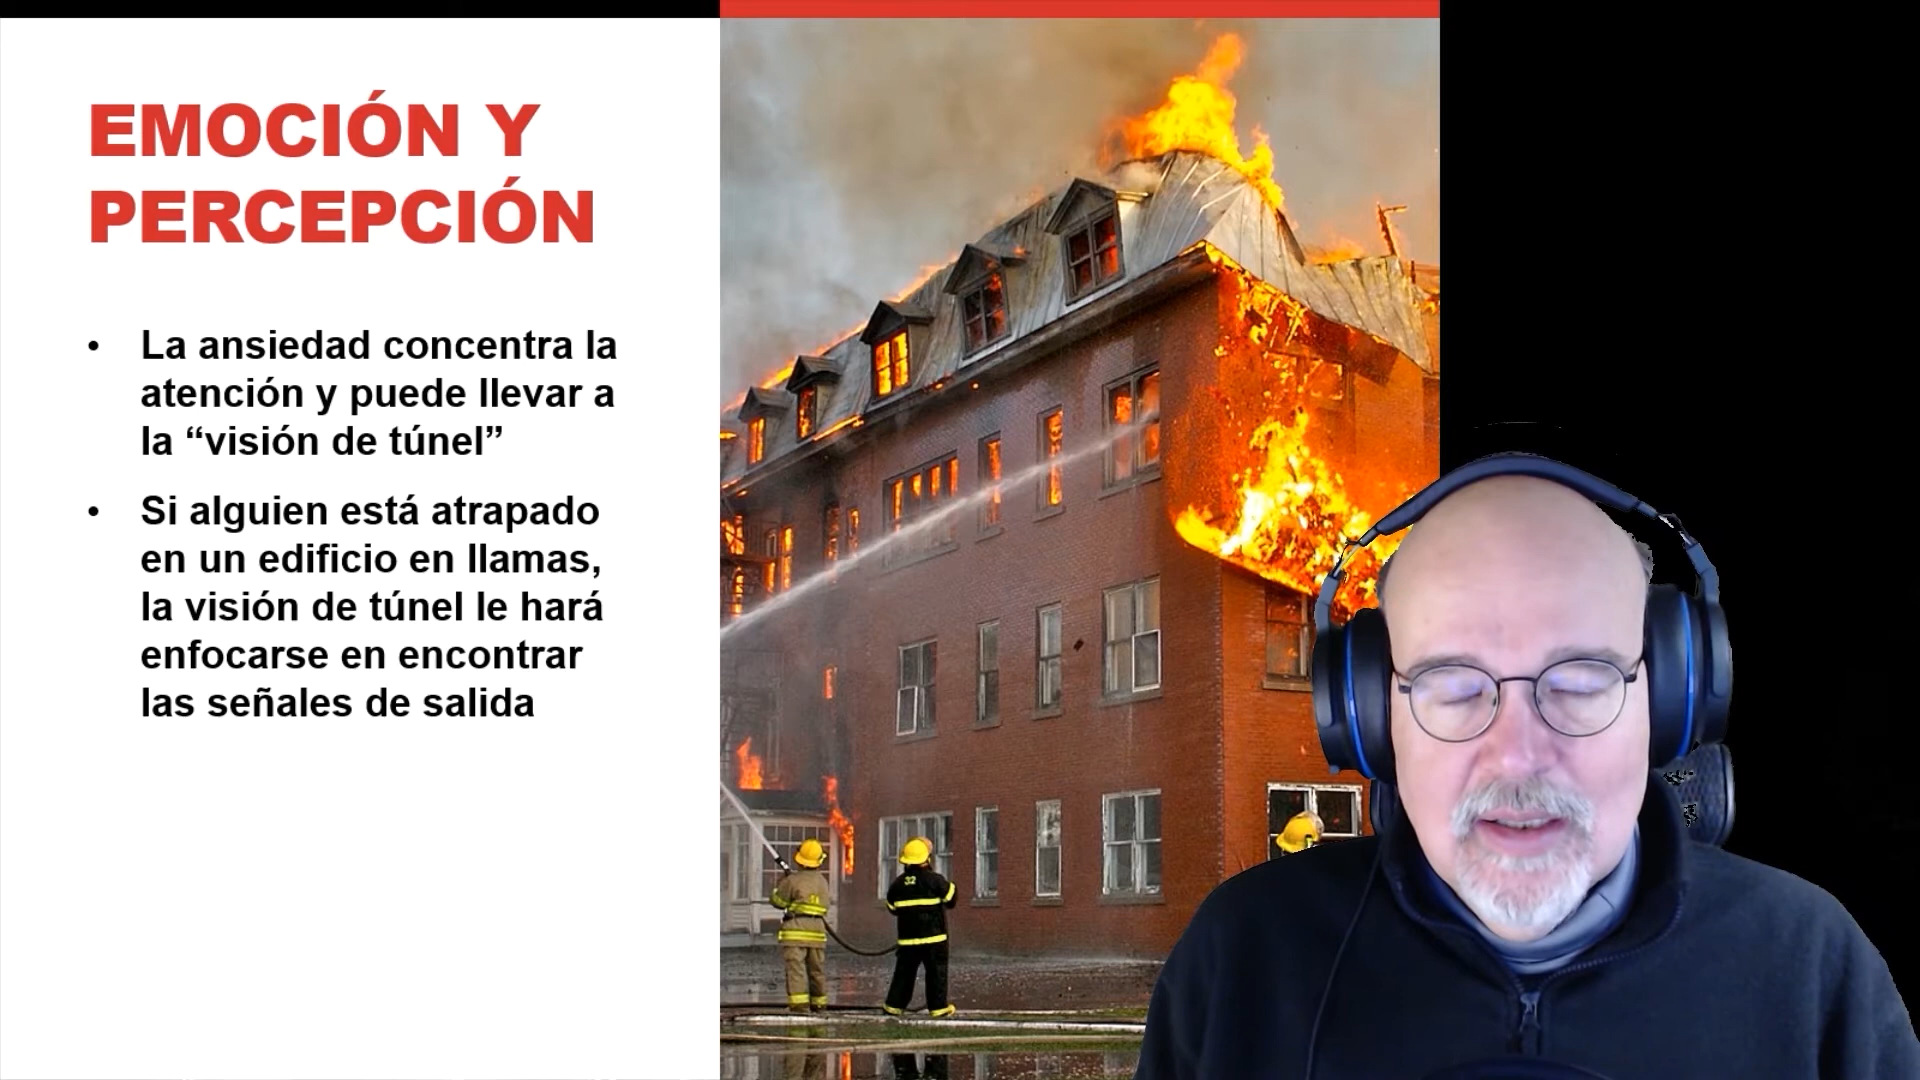 EMOCIÓN Y
PERCEPCIÓN
• La ansiedad concentra la
atención y puede llevar a
la “visión de túnel”
• Si alguien está atrapado
en un edificio en llamas,
la visión de túnel le hará
enfocarse en encontrar
las señales de salida
32